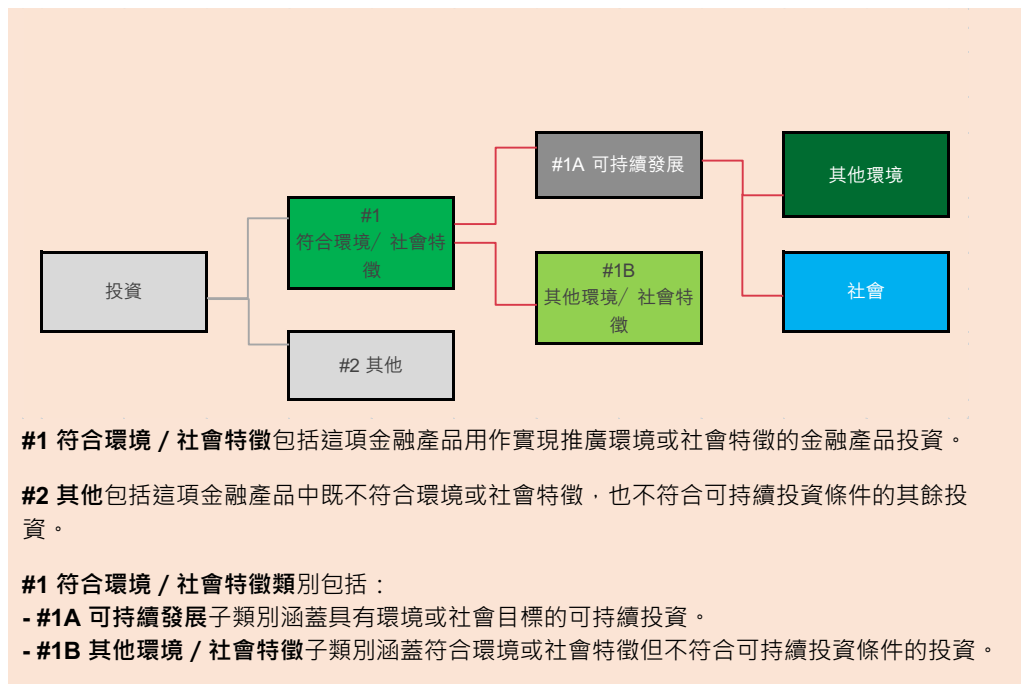 #1A 可持續發展
其他環境
#1
符合環境/ 社會特
徵
投資
#1B
其他環境/ 社會特
徵
社會
#2 其他
#1 符合環境 / 社會特徵包括這項金融產品用作實現推廣環境或社會特徵的金融產品投資。
#2 其他包括這項金融產品中既不符合環境或社會特徵，也不符合可持續投資條件的其餘投
資。
#1 符合環境 / 社會特徵類別包括：
- #1A 可持續發展子類別涵蓋具有環境或社會目標的可持續投資。
- #1B 其他環境 / 社會特徵子類別涵蓋符合環境或社會特徵但不符合可持續投資條件的投資。